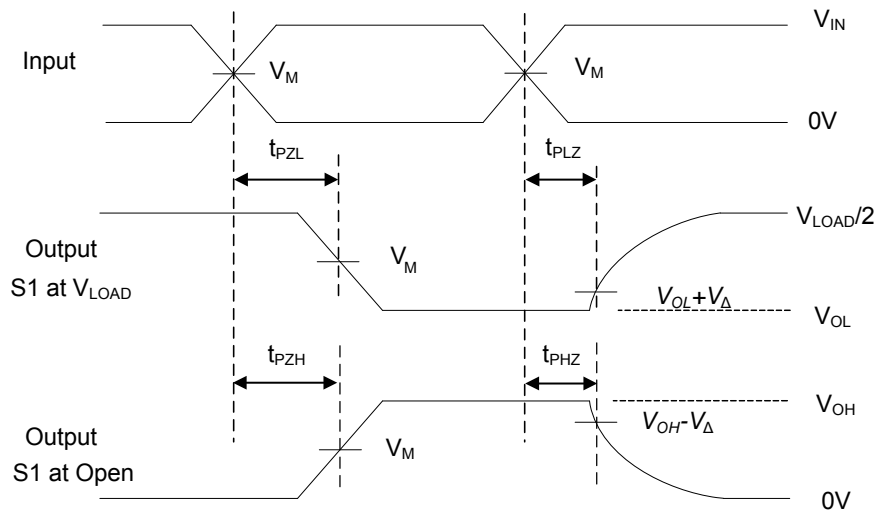 V_IN
Input
V_M
V_M
0V
t_PZL
t_PLZ
V_LOAD/2
Output
S1 at V_LOAD
V_M
V_OL+V_Δ
V_OL
t_PZH
t_PHZ
V_OH
V_OH-V_Δ
Output
S1 at Open
V_M
0V